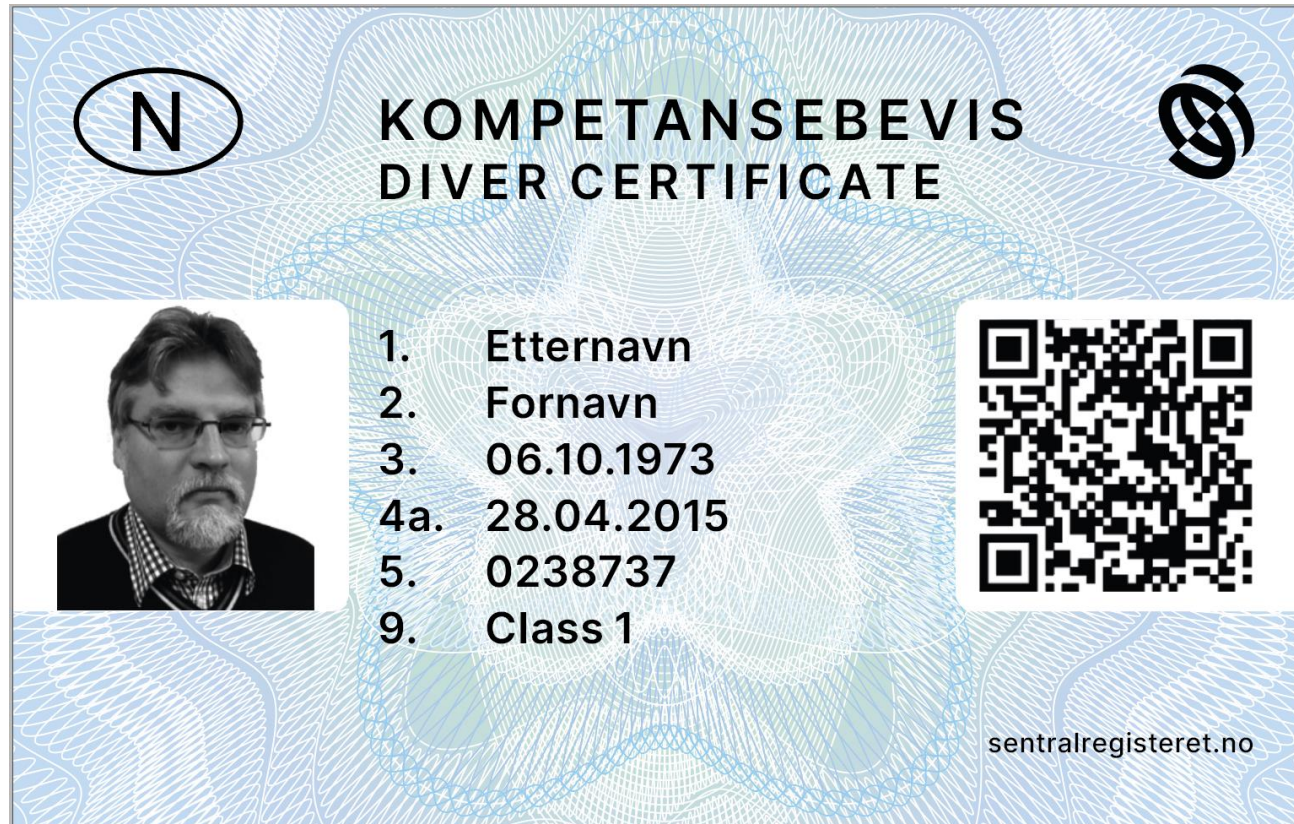 N
KOMPETANSEBEVIS
DIVER CERTIFICATE
1. Etternavn
2. Fornavn
3. 06.10.1973
4a. 28.04.2015
5. 0238737
9. Class 1
sentralregisteret.no